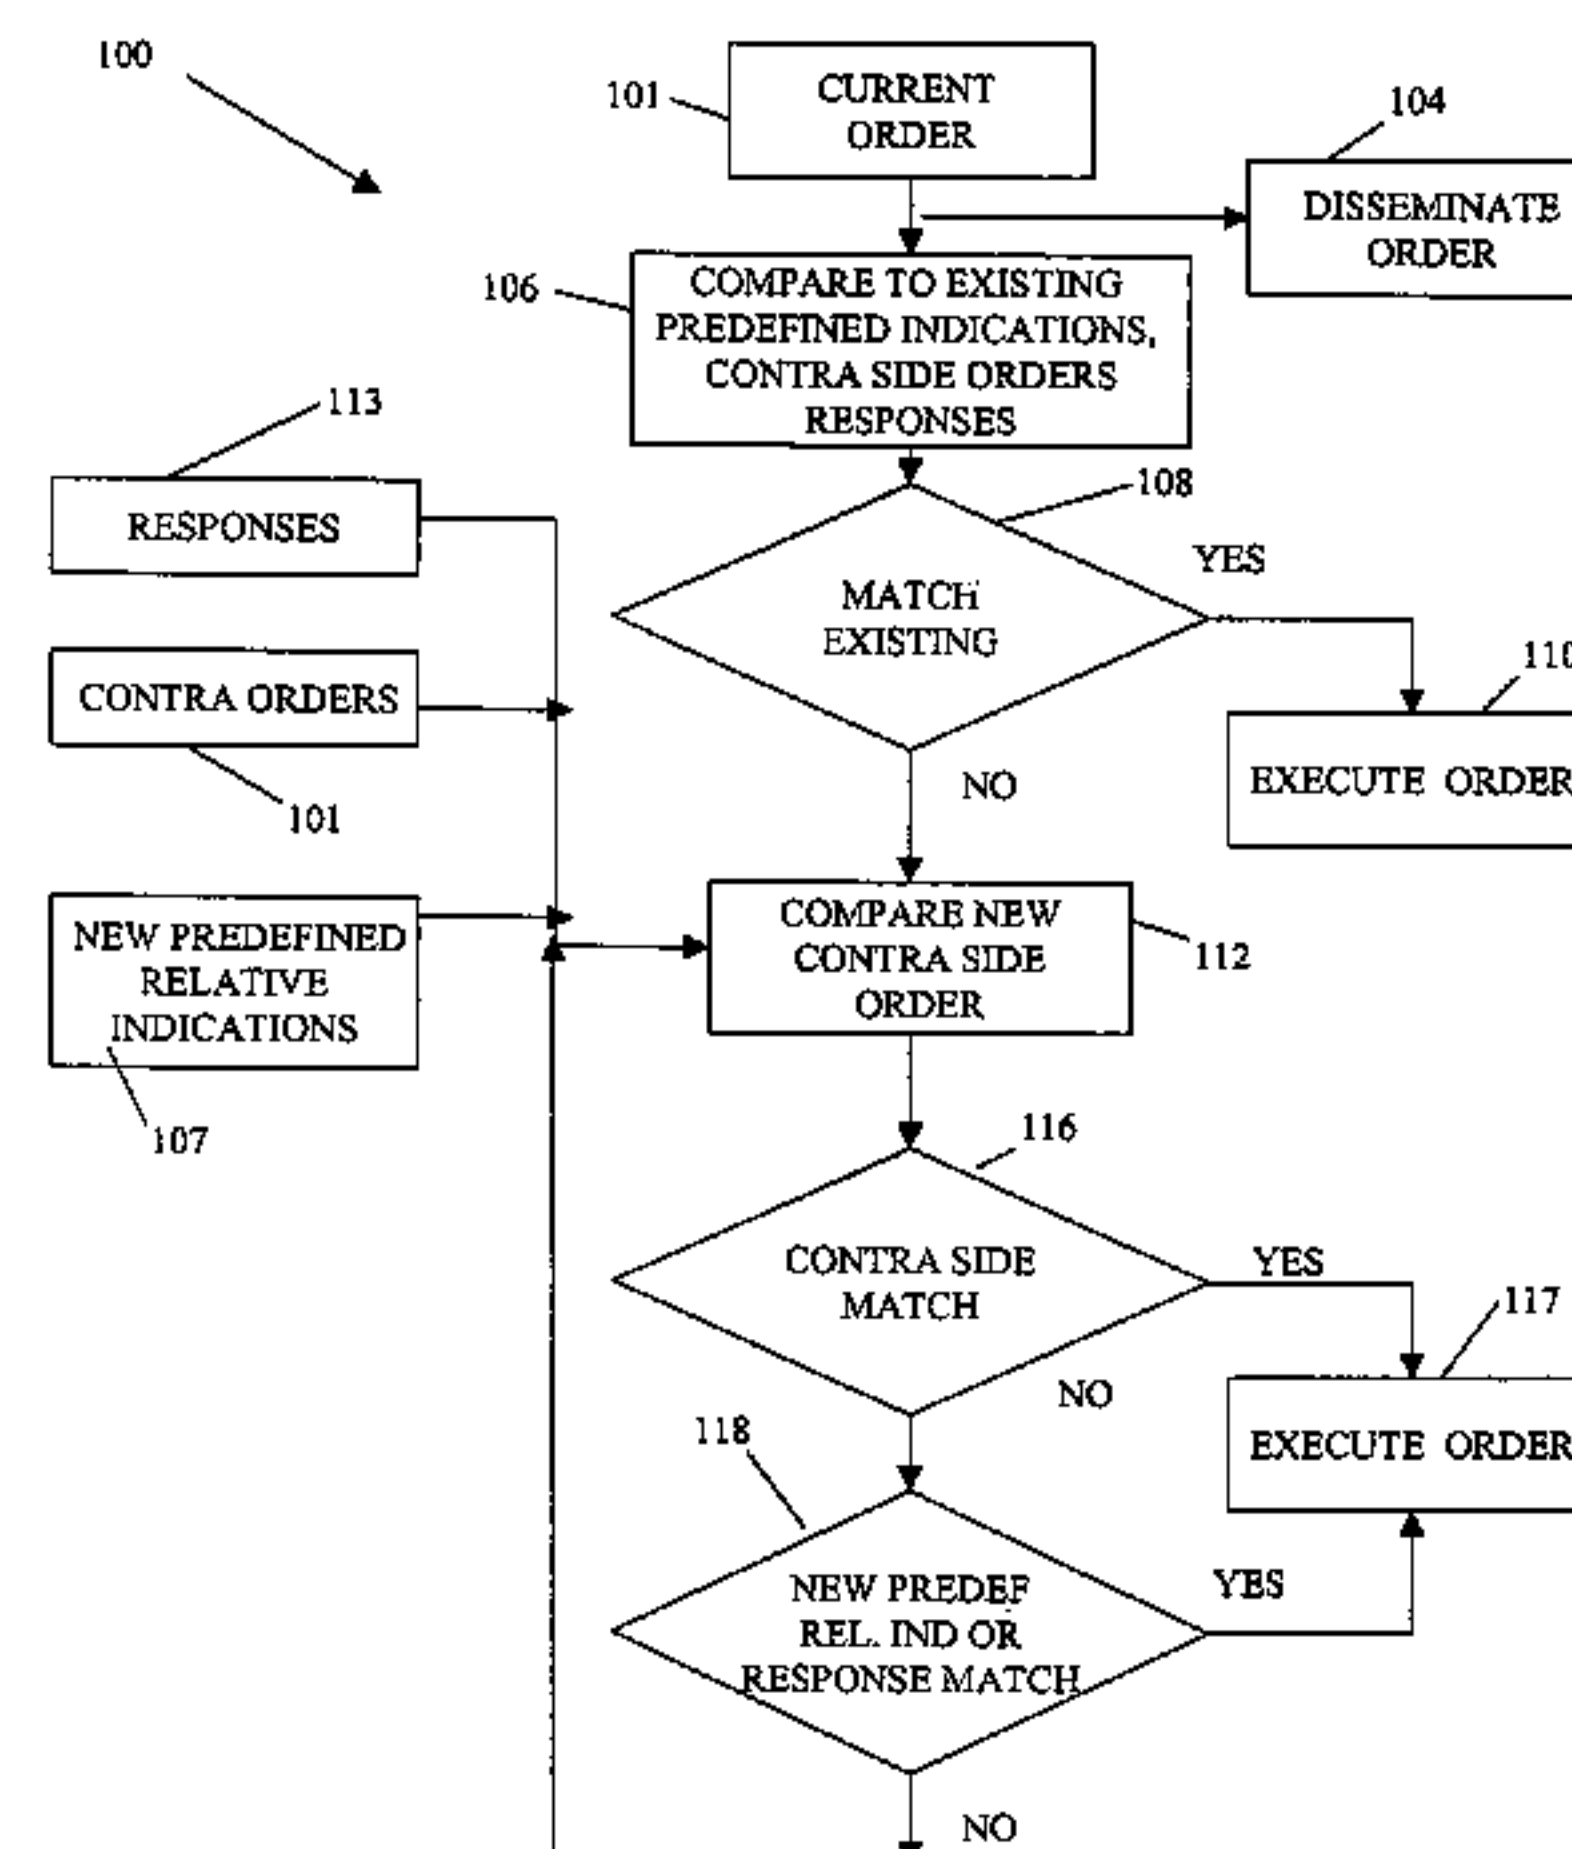 100
101
CURRENT
ORDER
104
DISSEMINATE
ORDER
106
COMPARE TO EXISTING
PREDEFINED INDICATIONS,
CONTRA SIDE ORDERS
RESPONSES
113
RESPONSES
108
MATCH
EXISTING
YES
110
EXECUTE ORDER
CONTRA ORDERS
101
NO
NEW PREDEFINED
RELATIVE
INDICATIONS
107
COMPARE NEW
CONTRA SIDE
ORDER
112
116
CONTRA SIDE
MATCH
YES
117
NO
EXECUTE ORDER
118
NEW PREDEF
REL. IND OR
RESPONSE MATCH
YES
NO